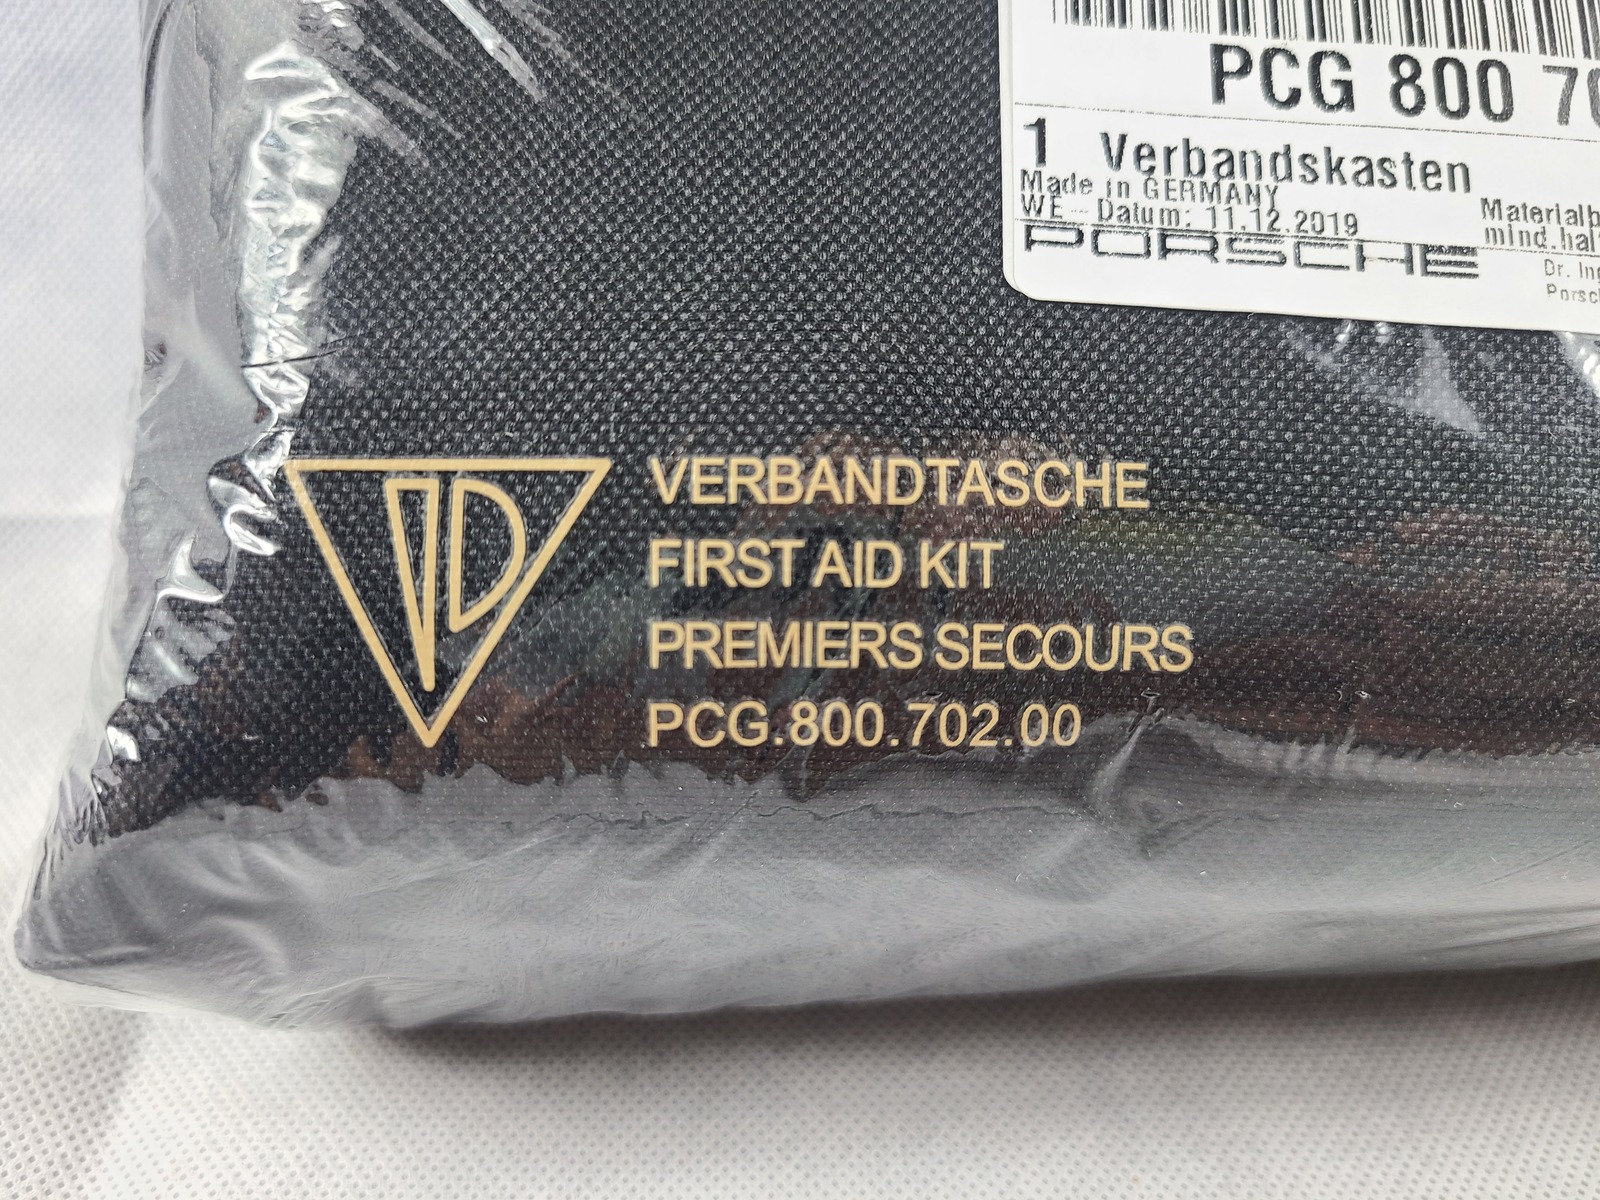 PCG 800
1 Verbandskasten
Made in GERMANY
WE - Datum: 11.12.2019
PORSCHE
Dr.
VERBANDTASCHE
FIRST AID KIT
PREMIERS SECOURS
PCG.800.702.00